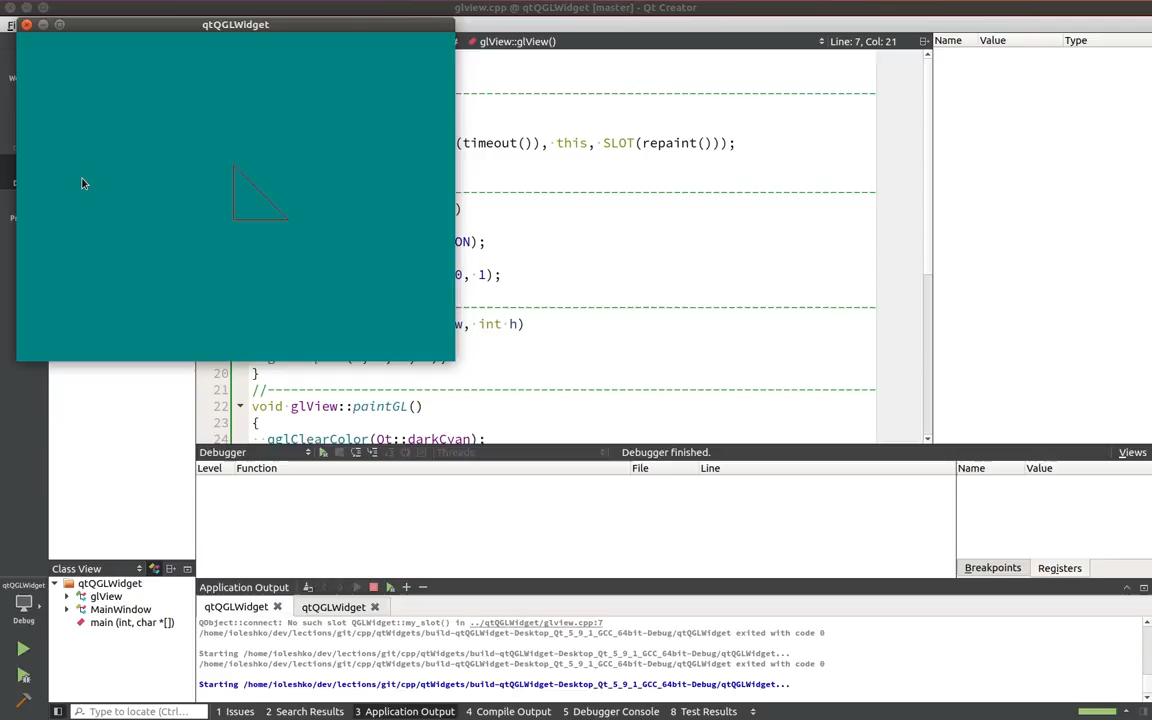 glview.cpp @ qtQGLWidget [master] - Qt Creator
qtQGLWidget
glView::glView()
Line: 7, Col: 21
Name Value Type
(timeout()), this, SLOT(repaint()));
)
ON);
0, 1);
w, int h)
20 }
21 //------------------------------------------------------------------------------
22 void glView::paintGL()
23 {
24 qglClearColor(Qt::darkCyan);
Debugger
Threads
Debugger finished.
Views
Level Function File Line
Name Value
Breakpoints Registers
Class View
qtQGLWidget
glView
MainWindow
main (int, char *[])
qtQGLWidget
Debug
Application Output
qtQGLWidget qtQGLWidget
QObject::connect: No such slot QGLWidget::my_slot() in ../qtQGLWidget/glview.cpp:7
/home/ioleshko/dev/lections/git/cpp/qtWidgets/build-qtQGLWidget-Desktop_Qt_5_9_1_GCC_64bit-Debug/qtQGLWidget exited with code 0
Starting /home/ioleshko/dev/lections/git/cpp/qtWidgets/build-qtQGLWidget-Desktop_Qt_5_9_1_GCC_64bit-Debug/qtQGLWidget...
/home/ioleshko/dev/lections/git/cpp/qtWidgets/build-qtQGLWidget-Desktop_Qt_5_9_1_GCC_64bit-Debug/qtQGLWidget exited with code 0
Starting /home/ioleshko/dev/lections/git/cpp/qtWidgets/build-qtQGLWidget-Desktop_Qt_5_9_1_GCC_64bit-Debug/qtQGLWidget...
Type to locate (Ctrl...
1 Issues 2 Search Results 3 Application Output 4 Compile Output 5 Debugger Console 8 Test Results